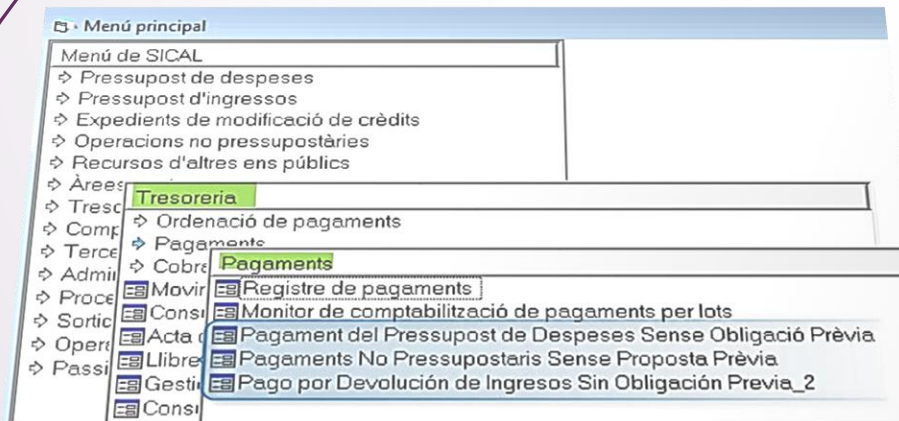 Menú principal
Menú de SICAL
Pressupost de despeses
Pressupost d'ingressos
Expedients de modificació de crèdits
Operacions no pressupostàries
Recursos d'altres ens públics
Àrees
Tresoreria
Ordenació de pagaments
Pagaments
Pagaments
Registre de pagaments
Monitor de comptabilització de pagaments per lots
Pagament del Pressupost de Despeses Sense Obligació Prèvia
Pagaments No Pressupostaris Sense Proposta Prèvia
Pago por Devolución de Ingresos Sin Obligación Previa_2